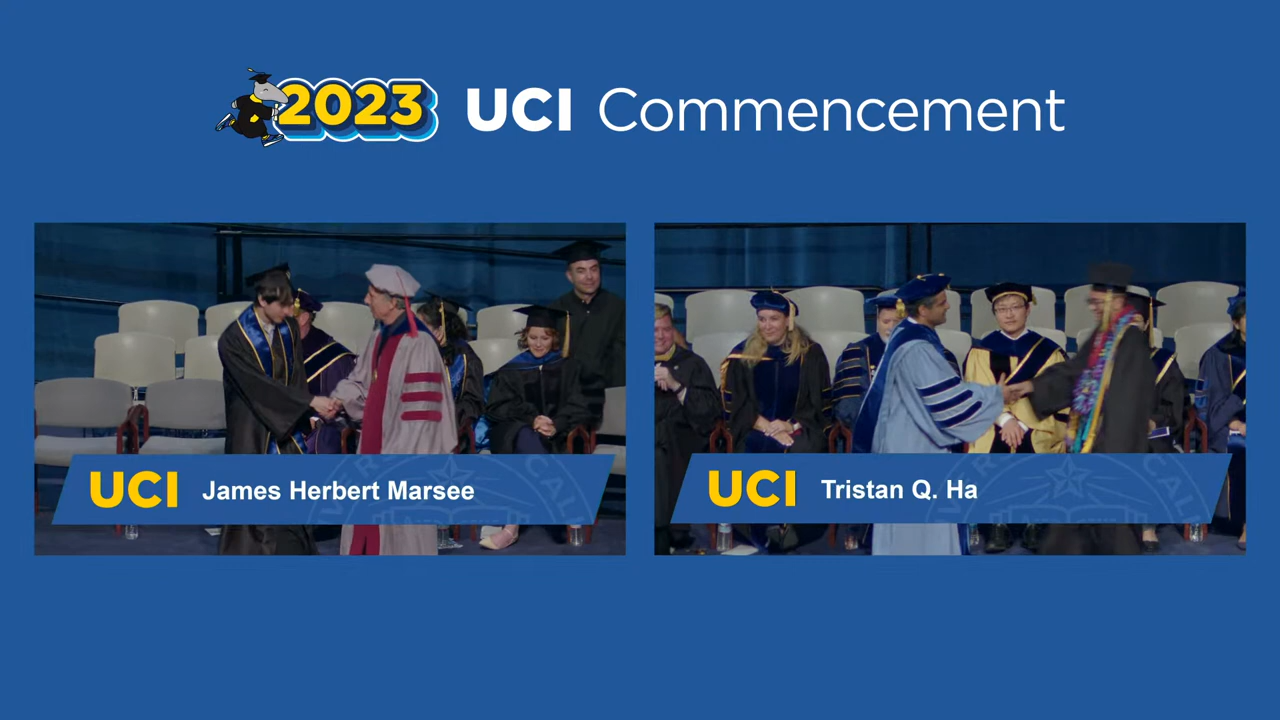 2023 UCI Commencement
UCI James Herbert Marsee
UCI Tristan Q. Ha